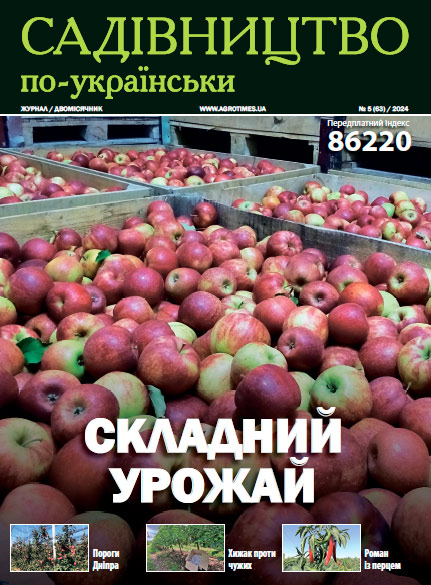 САДІВНИЦТВО
по-українськи
ЖУРНАЛ / ДВОМІСЯЧНИК
WWW.AGROTIMES.UA
№ 5 (63) / 2024
Передплатний індекс
86220
СКЛАДНИЙ
УРОЖАЙ
Пороги
Дніпра
Хижак проти
чужих
Роман
із перцем